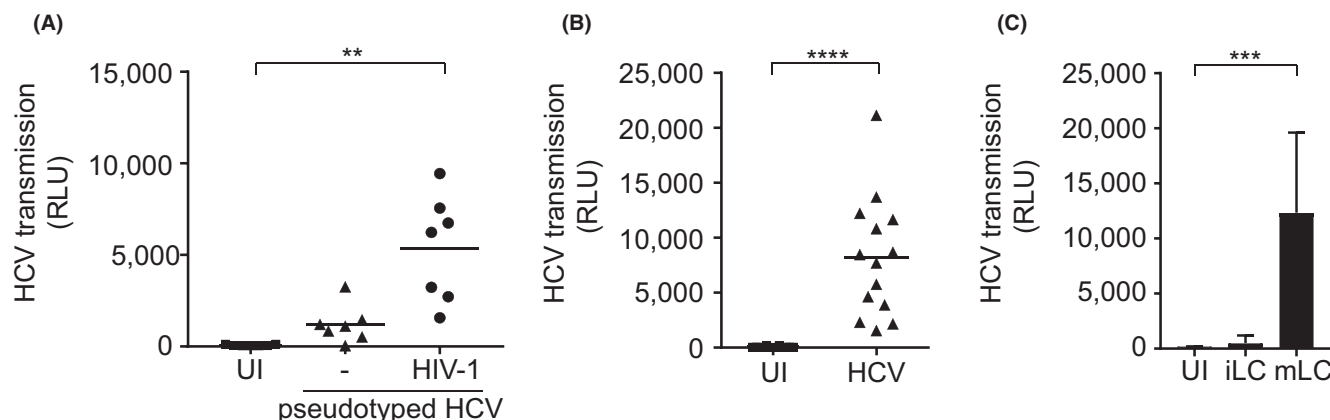 (A)
**
HCV transmission
(RLU)
15,000
10,000
5,000
0
UI
-
HIV-1
pseudotyped HCV
(B)
****
HCV transmission
(RLU)
25,000
20,000
15,000
10,000
5,000
0
UI
HCV
(C)
***
HCV transmission
(RLU)
25,000
20,000
15,000
10,000
5,000
0
UI iLC mLC